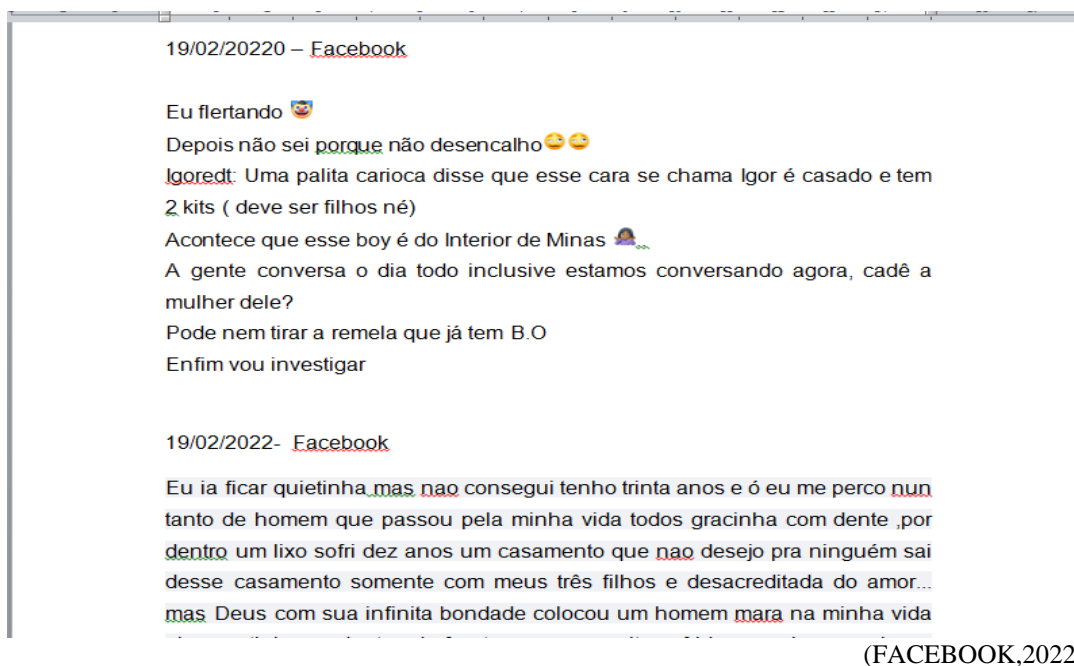 19/02/20220 – Facebook
Eu flertando 🤡
Depois não sei porque não desencalho🙄🙄
Igoredt: Uma palita carioca disse que esse cara se chama Igor é casado e tem
2 kits ( deve ser filhos né)
Acontece que esse boy é do Interior de Minas 🤷🏾‍♀️
A gente conversa o dia todo inclusive estamos conversando agora, cadê a
mulher dele?
Pode nem tirar a remela que já tem B.O
Enfim vou investigar
19/02/2022- Facebook
Eu ia ficar quietinha mas nao consegui tenho trinta anos e ó eu me perco nun
tanto de homem que passou pela minha vida todos gracinha com dente ,por
dentro um lixo sofri dez anos um casamento que nao desejo pra ninguém sai
desse casamento somente com meus três filhos e desacreditada do amor...
mas Deus com sua infinita bondade colocou um homem mara na minha vida
(FACEBOOK,2022